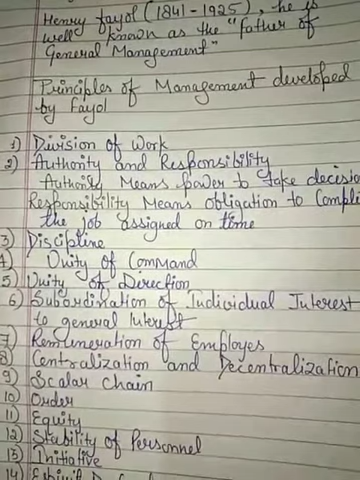 Henry fayol (1841-1925), he is
well known as the "father of
General Management"
Principles of Management developed
by Fayol
1) Division of Work
2) Authority and Responsibility
Authority Means power to take decisio
Responsibility Means obligation to Compli
the job assigned on time
3) Discipline
4) Unity of Command
5) Unity of Direction
6) Subordination of Individual Interest
to general Interest
7) Remuneration of Employes
8) Centralization and Decentralization
9) Scalar chain
10) Order
11) Equity
12) Stability of Personnel
13) Initiative
14)